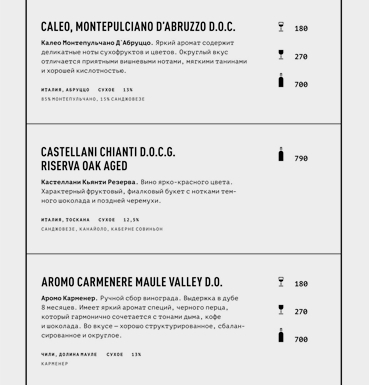 CALEO, MONTEPULCIANO D'ABRUZZO D.O.C.
180
Калео Монтепульчано Д'Абруццо. Яркий аромат содержит
деликатные ноты сухофруктов и цветов. Округлый вкус
270
отличается приятными вишневыми нотами, мягкими танинами
и хорошей кислотностью.
700
ИТАЛИЯ, АБРУЦЦО СУХОЕ 13%
85% МОНТЕПУЛЬЧАНО, 15% САНДЖОВЕЗЕ
CASTELLANI CHIANTI D.O.C.G.
790
RISERVA OAK AGED
Кастеллани Кьянти Резерва. Вино ярко-красного цвета.
Характерный фруктовый, фиалковый букет с нотками тем-
ного шоколада и поздней черемухи.
ИТАЛИЯ, ТОСКАНА СУХОЕ 12,5%
САНДЖОВЕЗЕ, КАНАЙОЛО, КАБЕРНЕ СОВИНЬОН
AROMO CARMENERE MAULE VALLEY D.O.
180
Аромо Карменер. Ручной сбор винограда. Выдержка в дубе
8 месяцев. Имеет яркий аромат специй, черного перца,
270
который гармонично сочетается с тонами дыма, кофе
и шоколада. Во вкусе – хорошо структурированное, сбалан-
сированное и округлое.
700
ЧИЛИ, ДОЛИНА МАУЛЕ СУХОЕ 13%
КАРМЕНЕР